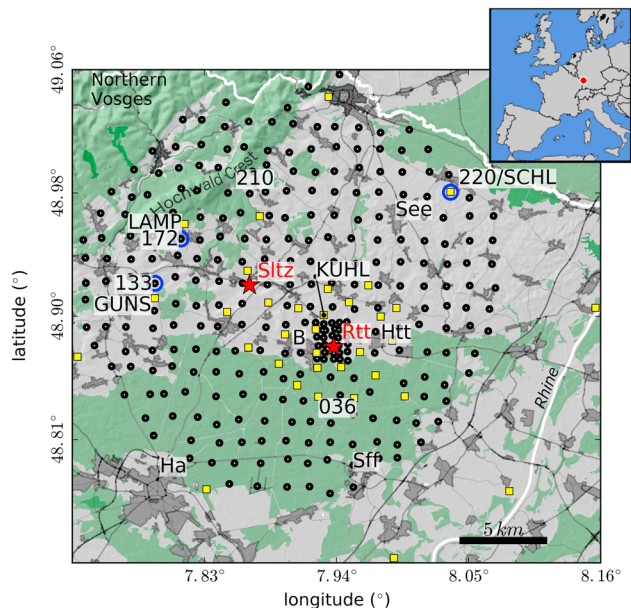 49.06°
48.98°
48.90°
48.81°
latitude (°)
Northern
Vosges
Hochwald Crest
210
220/SCHL
See
LAMP
172
133
GUNS
Sltz
KUHL
B
Rtt
Htt
036
Ha
Sff
Rhine
5 km
7.83°
7.94°
8.05°
8.16°
longitude (°)